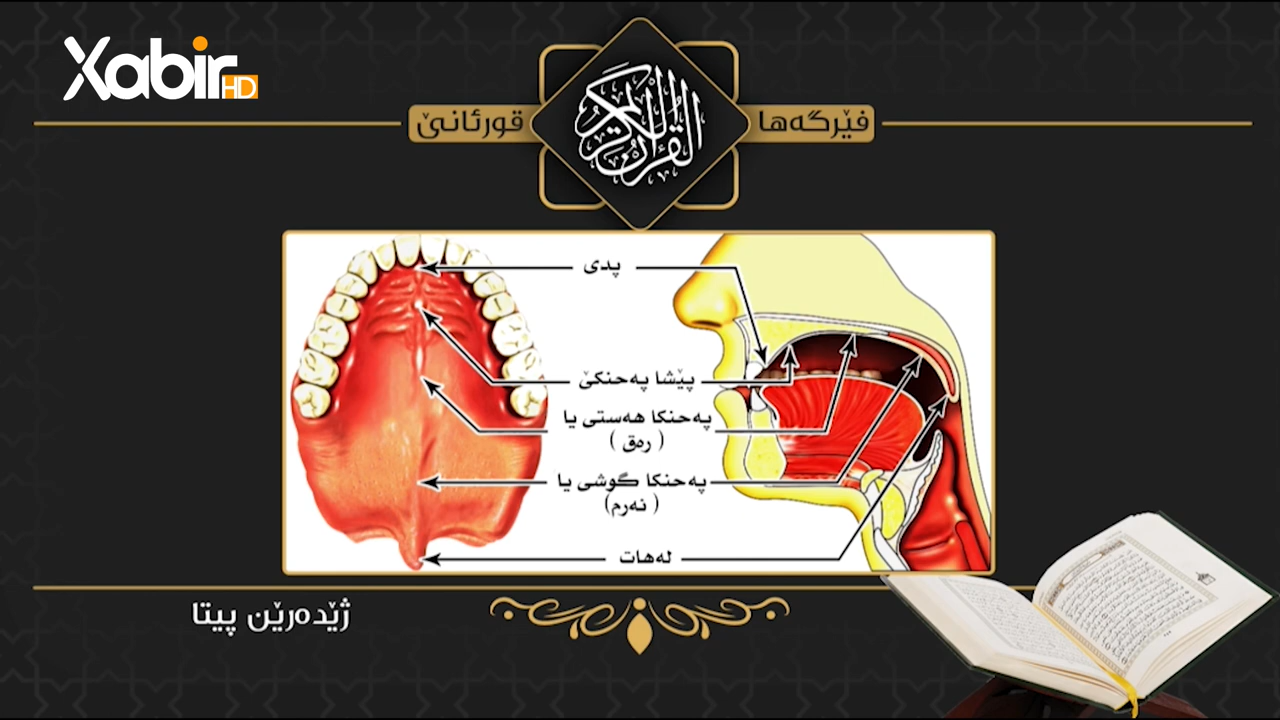 Xabir HD
فێرگەها
القرآن الكريم
قورئانێ
پدی
پێشا پەحنکێ
پەحنکا هەستی یا
( رەق )
پەحنکا گوشی یا
( نەرم)
لەهات
ژێدەرێن پیتا